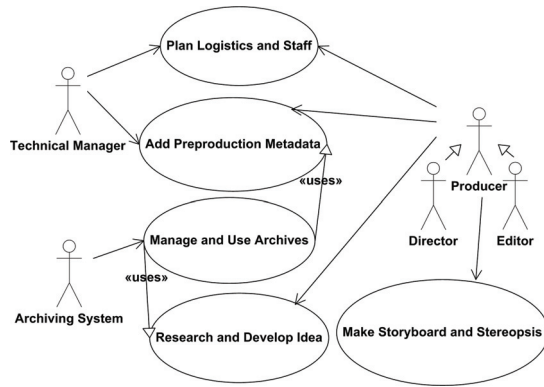 Plan Logistics and Staff
Technical Manager
Add Preproduction Metadata
«uses»
Producer
Director
Editor
Manage and Use Archives
«uses»
Archiving System
Research and Develop Idea
Make Storyboard and Stereopsis